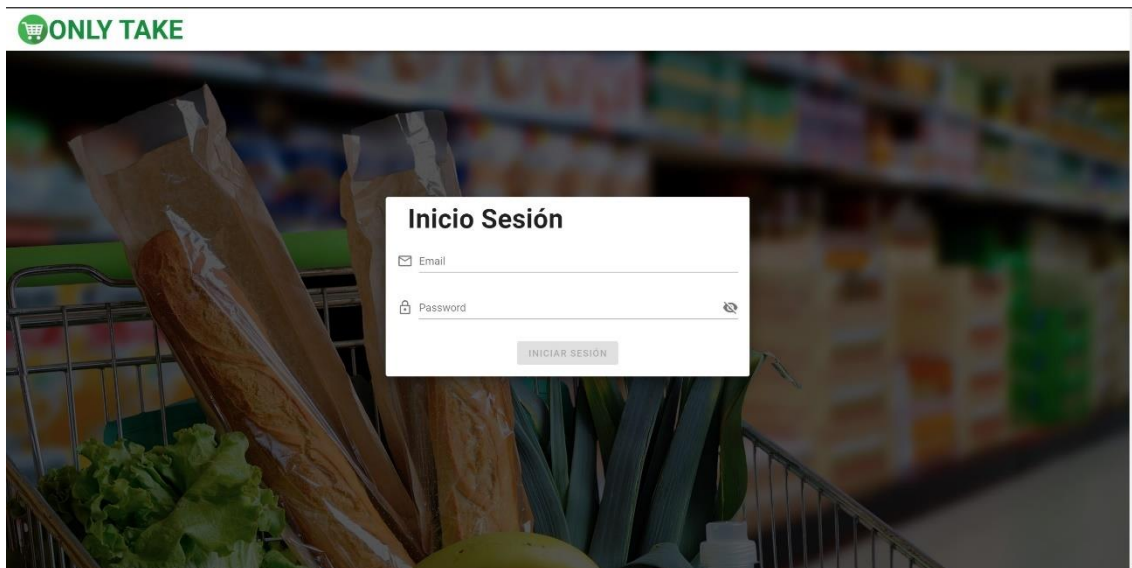 ONLY TAKE
Inicio Sesión
Email
Password
INICIAR SESIÓN